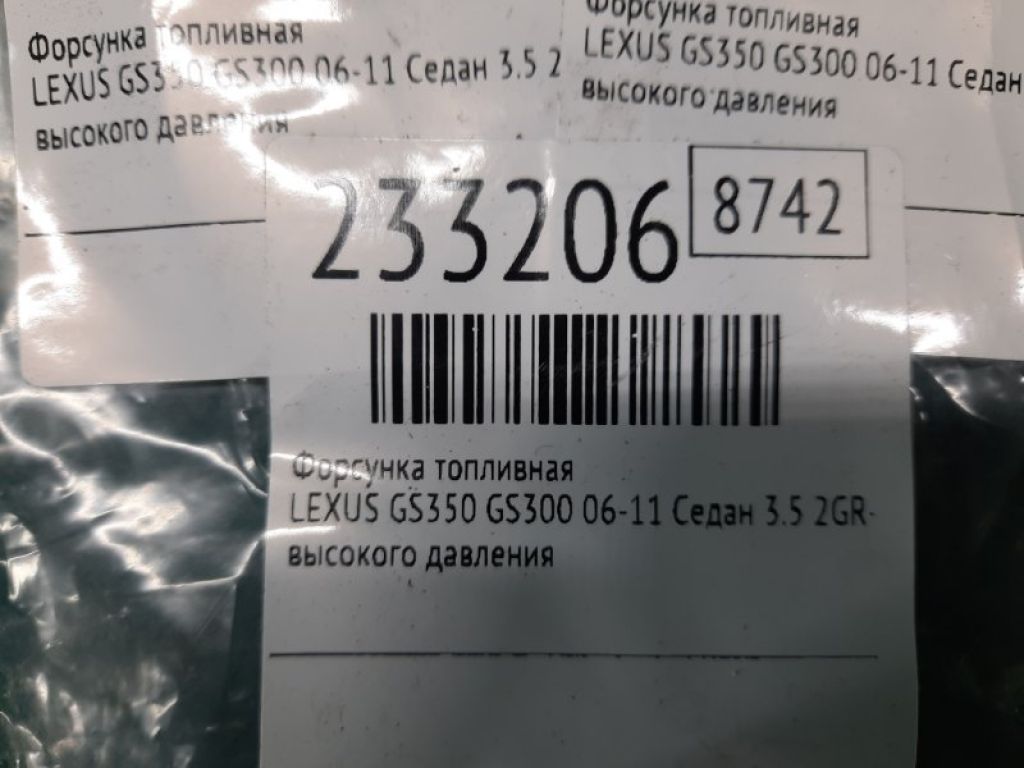 Форсунка топливная
LEXUS GS350 GS300 06-11 Седан 3.5 2
высокого давления
Форсунка топливная
LEXUS GS350 GS300 06-11 Седан
высокого давления
233206
8742
Форсунка топливная
LEXUS GS350 GS300 06-11 Седан 3.5 2GR-
высокого давления